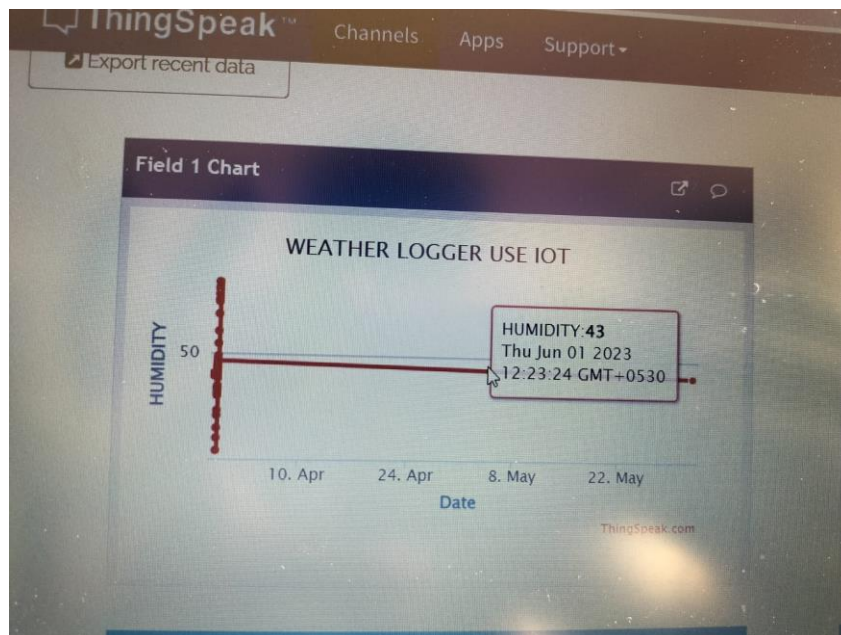 ThingSpeak™ Channels Apps Support
Export recent data
Field 1 Chart
WEATHER LOGGER USE IOT
HUMIDITY
50
HUMIDITY:43
Thu Jun 01 2023
12:23:24 GMT+0530
10. Apr 24. Apr 8. May 22. May
Date
ThingSpeak.com